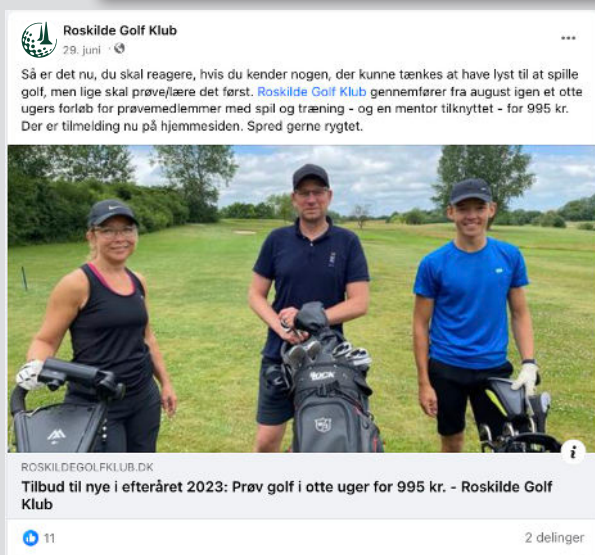 Roskilde Golf Klub
29. juni ·
Så er det nu, du skal reagere, hvis du kender nogen, der kunne tænkes at have lyst til at spille
golf, men lige skal prøve/lære det først. Roskilde Golf Klub gennemfører fra august igen et otte
ugers forløb for prøvemedlemmer med spil og træning - og en mentor tilknyttet - for 995 kr.
Der er tilmelding nu på hjemmesiden. Spred gerne rygtet.
ROSKILDEGOLFKLUB.DK
Tilbud til nye i efteråret 2023: Prøv golf i otte uger for 995 kr. - Roskilde Golf
Klub
11
2 delinger